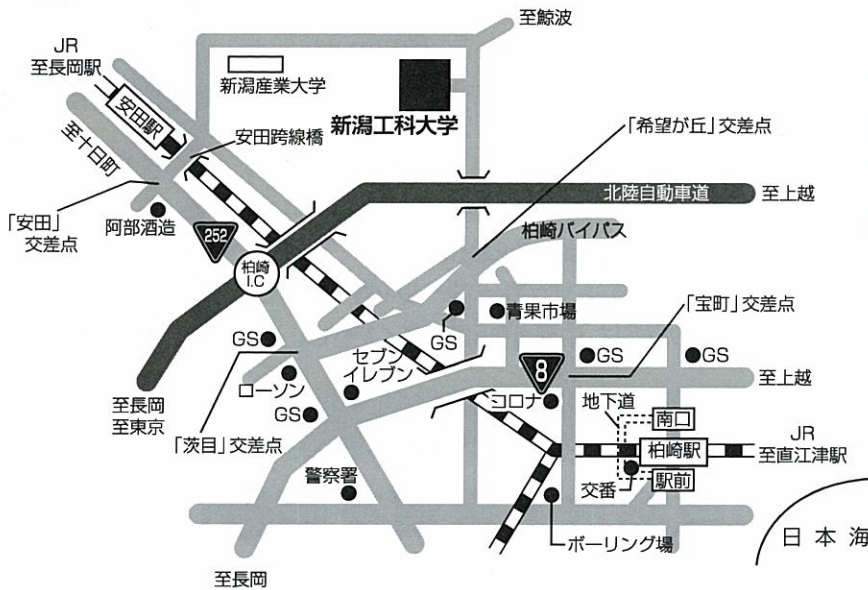 至鯨波
JR
至長岡駅
新潟産業大学
安田駅
新潟工科大学
安田跨線橋
「希望が丘」交差点
至十日町
北陸自動車道
至上越
「安田」
交差点
阿部酒造
252
柏崎バイパス
柏崎
I.C
「宝町」交差点
GS
青果市場
GS
セブン
イレブン
8
GS
GS
ローソン
至上越
コロナ
地下道
南口
至長岡
至東京
GS
「茨目」交差点
柏崎駅
JR
至直江津駅
警察署
交番
駅前
ボーリング場
日本海
至長岡